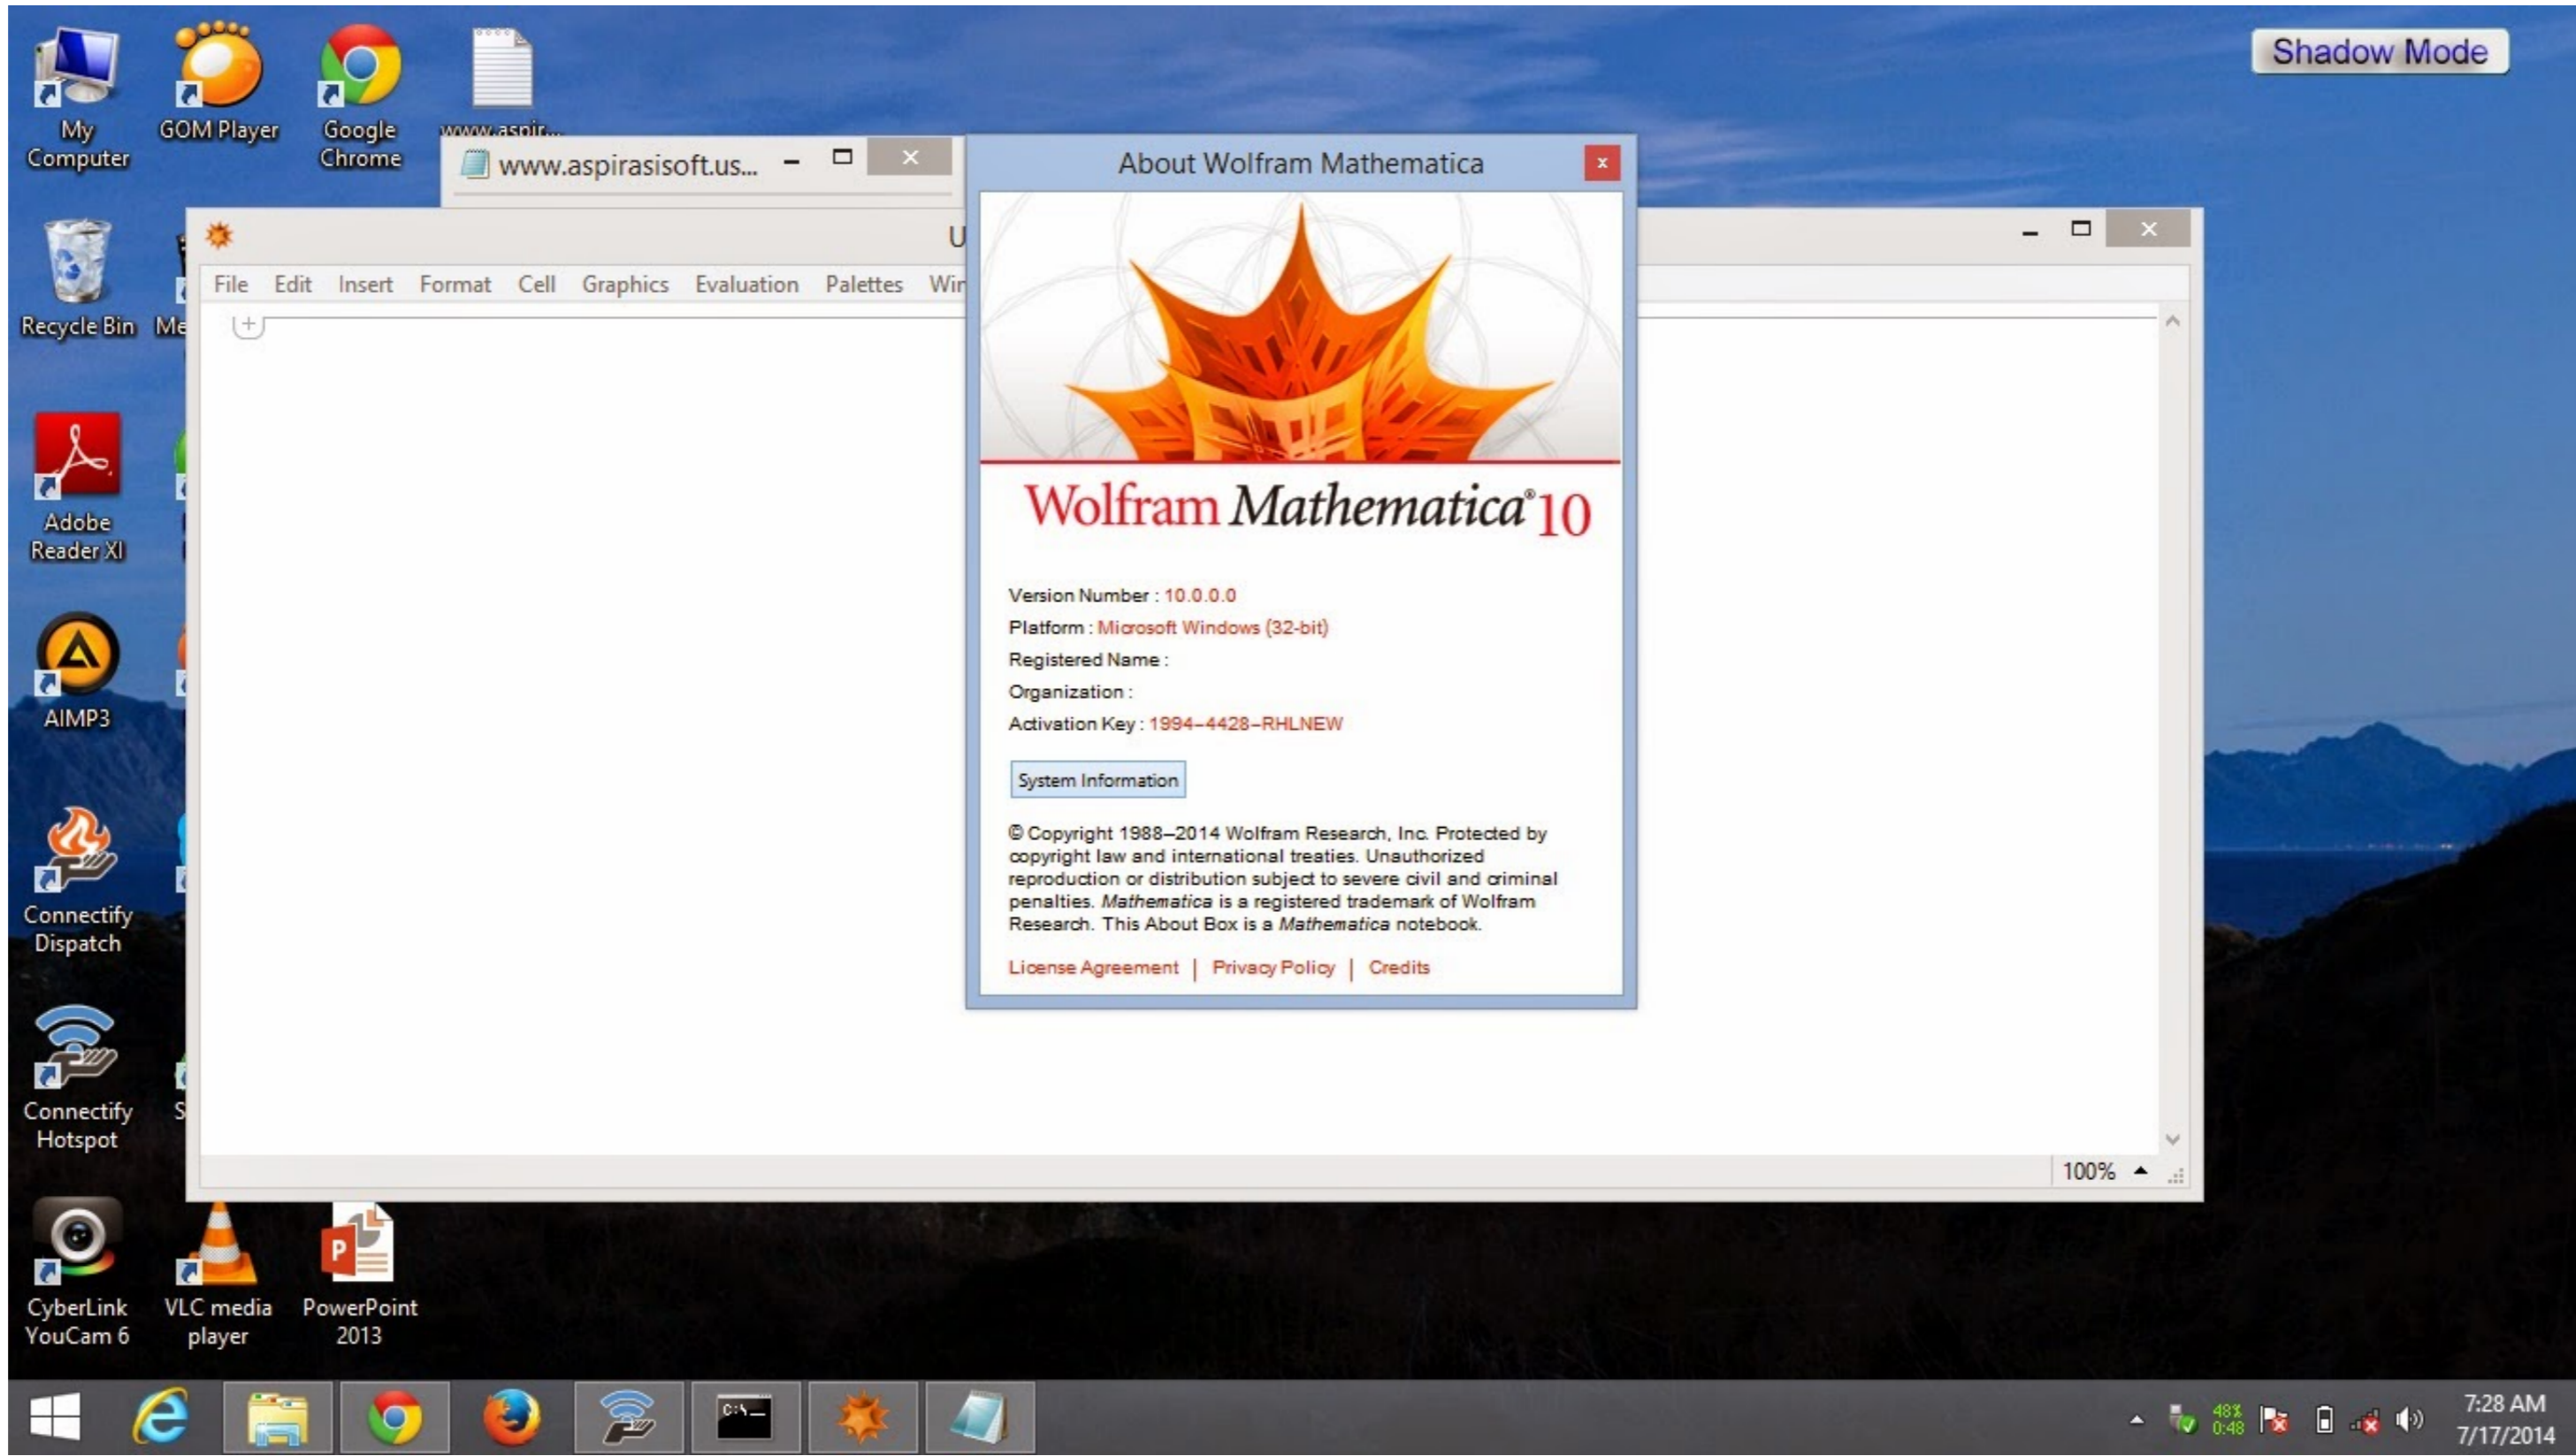 Shadow Mode
My
Computer
GOM Player
Google
Chrome
www.aspir...
Recycle Bin
Me
Adobe
Reader XI
AIMP3
Connectify
Dispatch
Connectify
Hotspot
S
CyberLink
YouCam 6
VLC media
player
PowerPoint
2013
www.aspirasisoft.us...
U
File Edit Insert Format Cell Graphics Evaluation Palettes Wi
100%
About Wolfram Mathematica
Wolfram Mathematica® 10
Version Number : 10.0.0.0
Platform : Microsoft Windows (32-bit)
Registered Name :
Organization :
Activation Key : 1994-4428-RHLNEW
System Information
© Copyright 1988–2014 Wolfram Research, Inc. Protected by
copyright law and international treaties. Unauthorized
reproduction or distribution subject to severe civil and criminal
penalties. Mathematica is a registered trademark of Wolfram
Research. This About Box is a Mathematica notebook.
License Agreement | Privacy Policy | Credits
C:\_
48%
0:48
7:28 AM
7/17/2014